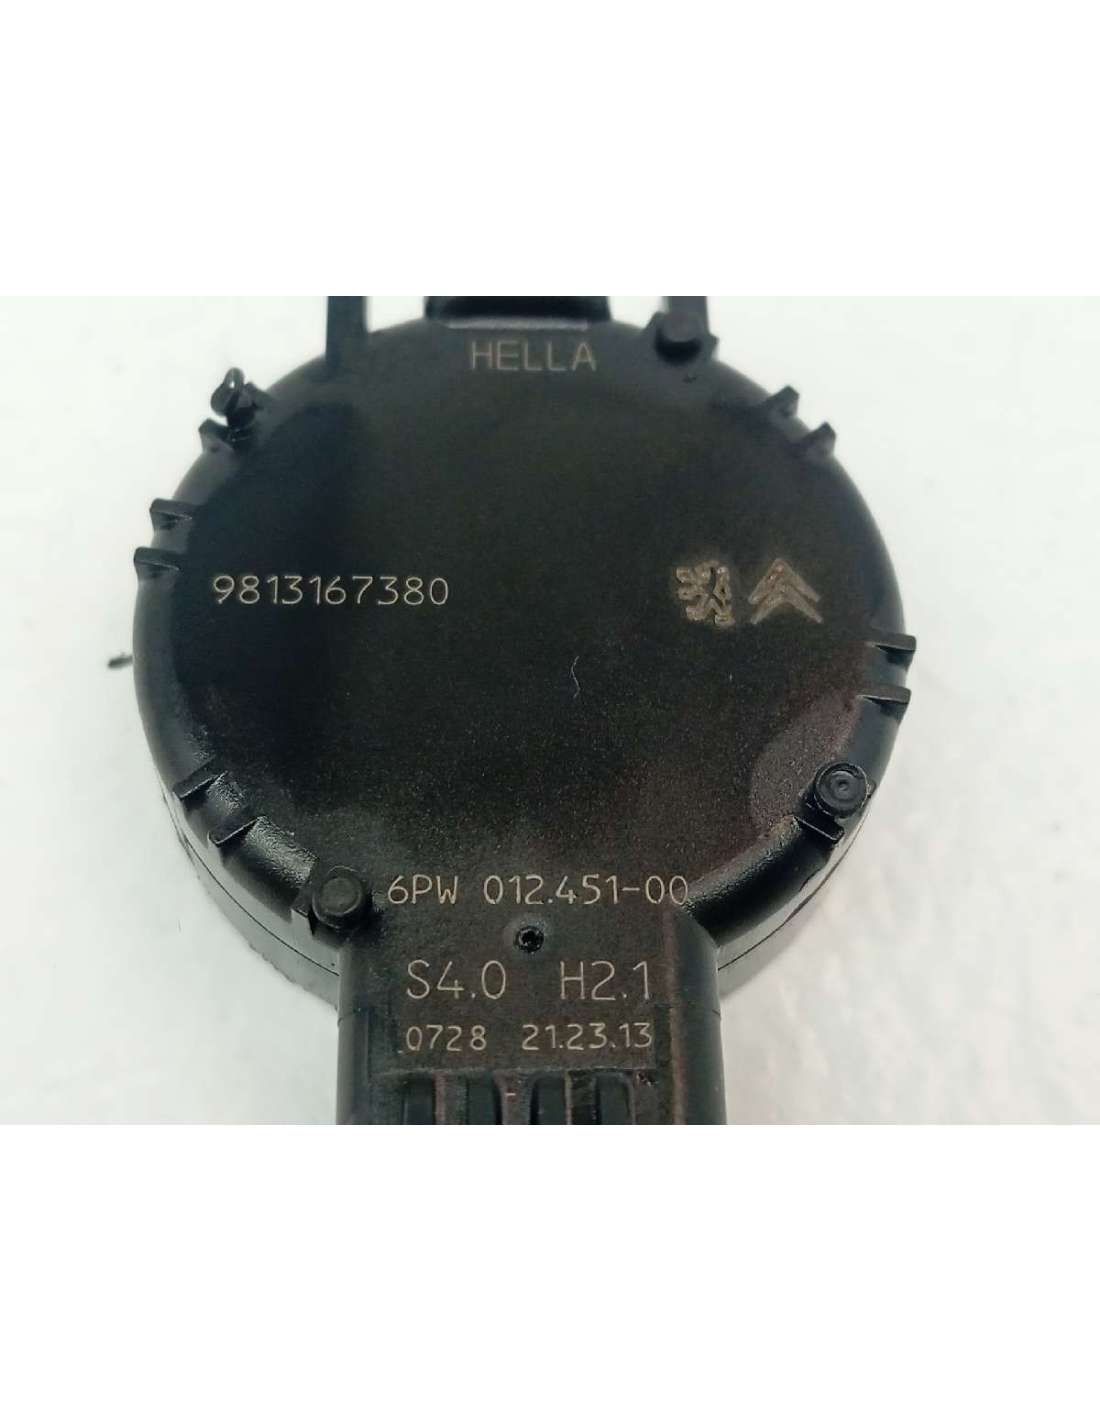 HELLA
9813167380
6PW 012.451-00
S4.0 H2.1
0728 21.23.13